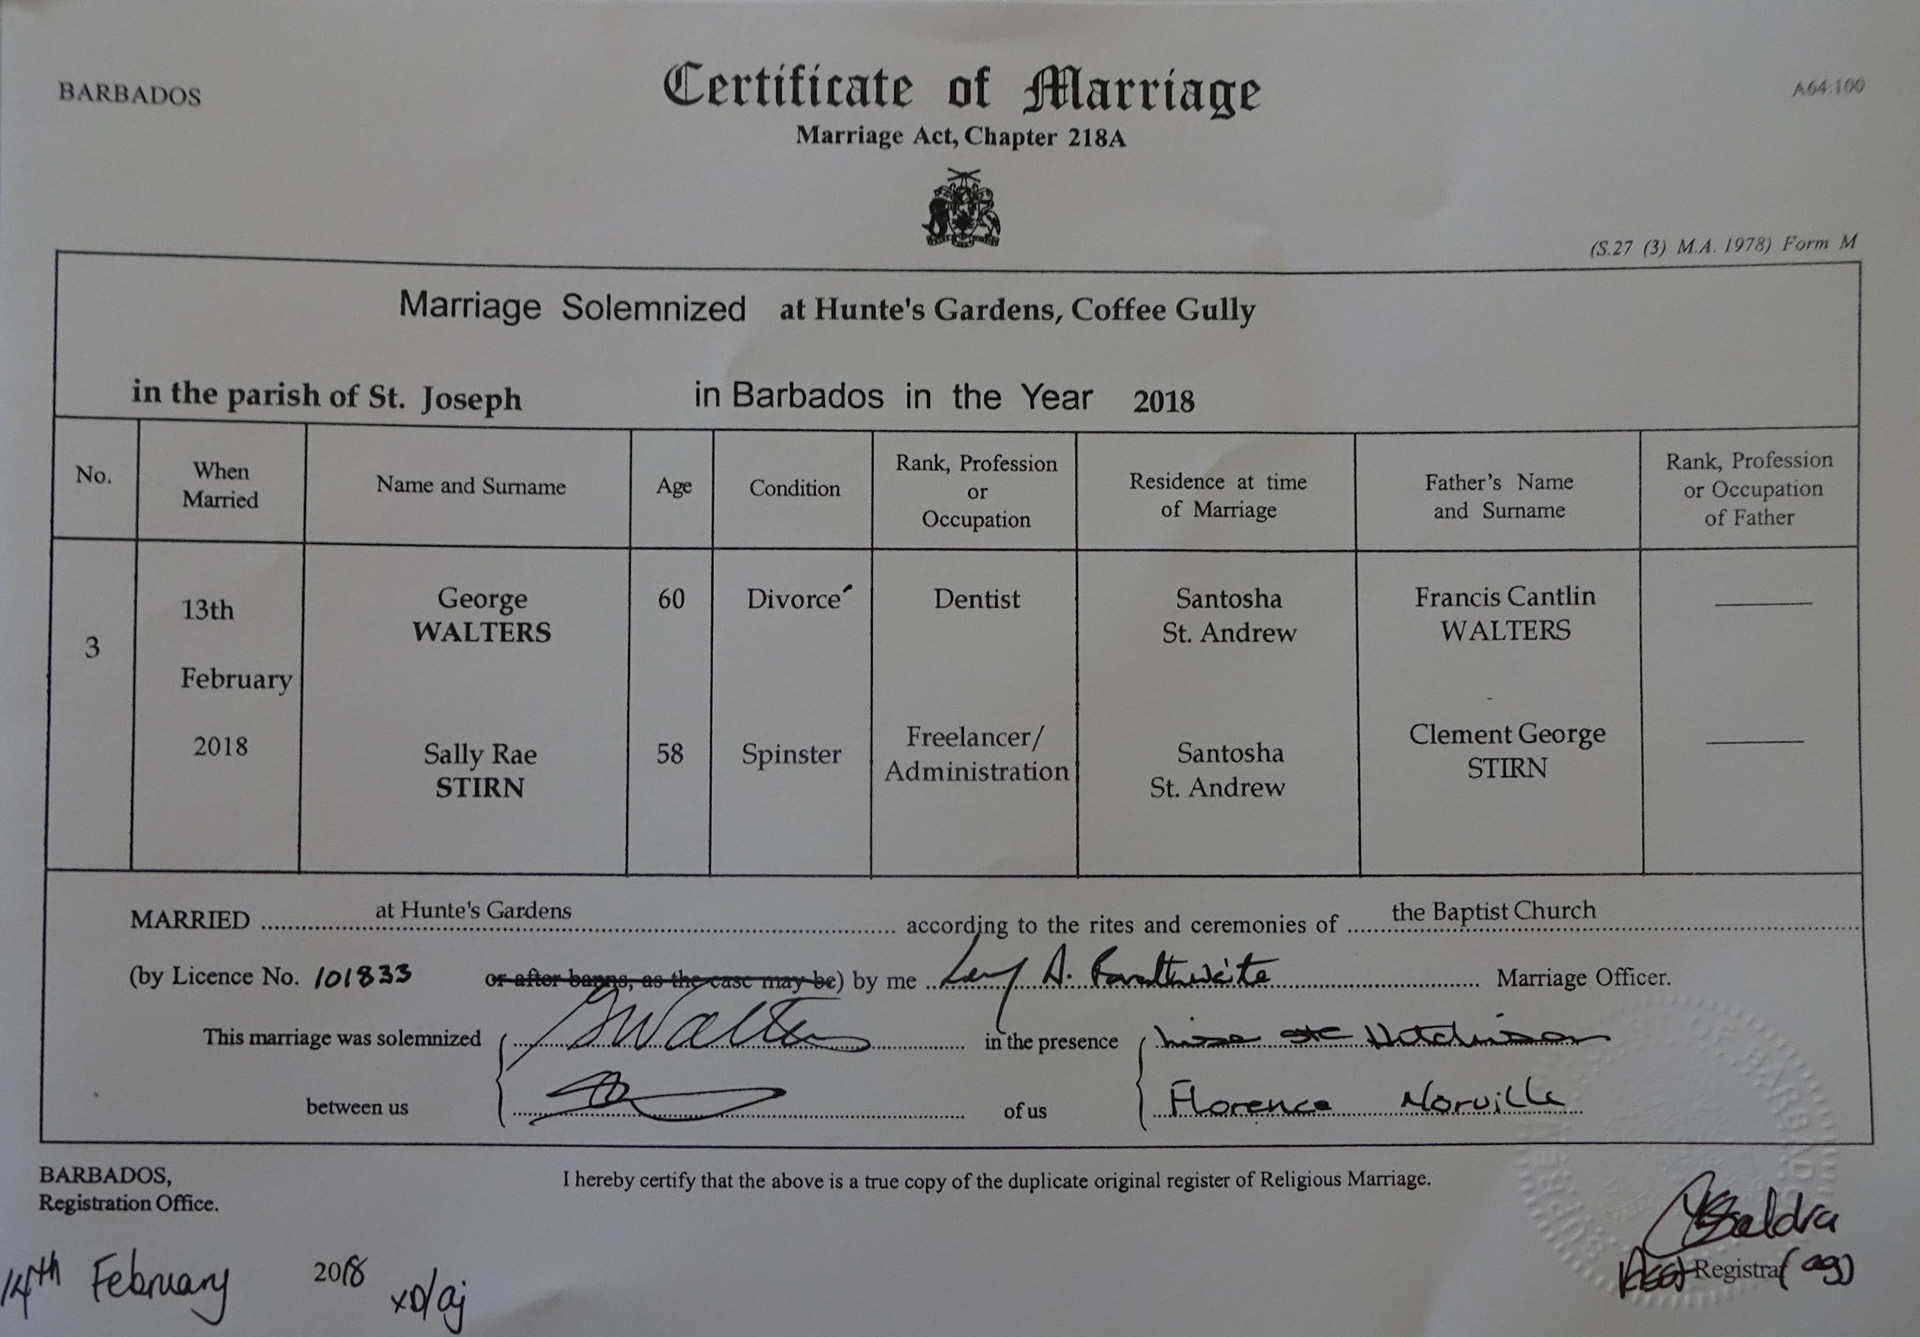 BARBADOS
Certificate of Marriage
A64:100
Marriage Act, Chapter 218A
(S.27 (3) M.A. 1978) Form M
Marriage Solemnized at Hunte's Gardens, Coffee Gully
in the parish of St. Joseph in Barbados in the Year 2018
No.
When
Married
Name and Surname
Age
Condition
Rank, Profession
or
Occupation
Residence at time
of Marriage
Father's Name
and Surname
Rank, Profession
or Occupation
of Father
3
13th
February
2018
George
WALTERS
60
Divorce´
Dentist
Santosha
St. Andrew
Francis Cantlin
WALTERS
Sally Rae
STIRN
58
Spinster
Freelancer/
Administration
Santosha
St. Andrew
Clement George
STIRN
MARRIED at Hunte's Gardens according to the rites and ceremonies of the Baptist Church
(by Licence No. 101833 or after banns, as the case may be) by me A. Brathwaite Marriage Officer.
This marriage was solemnized GWalters in the presence Hutchinson
between us of us Florence Norville
BARBADOS,
Registration Office.
I hereby certify that the above is a true copy of the duplicate original register of Religious Marriage.
14th February 2018 xd/aj
Registrar (ag)